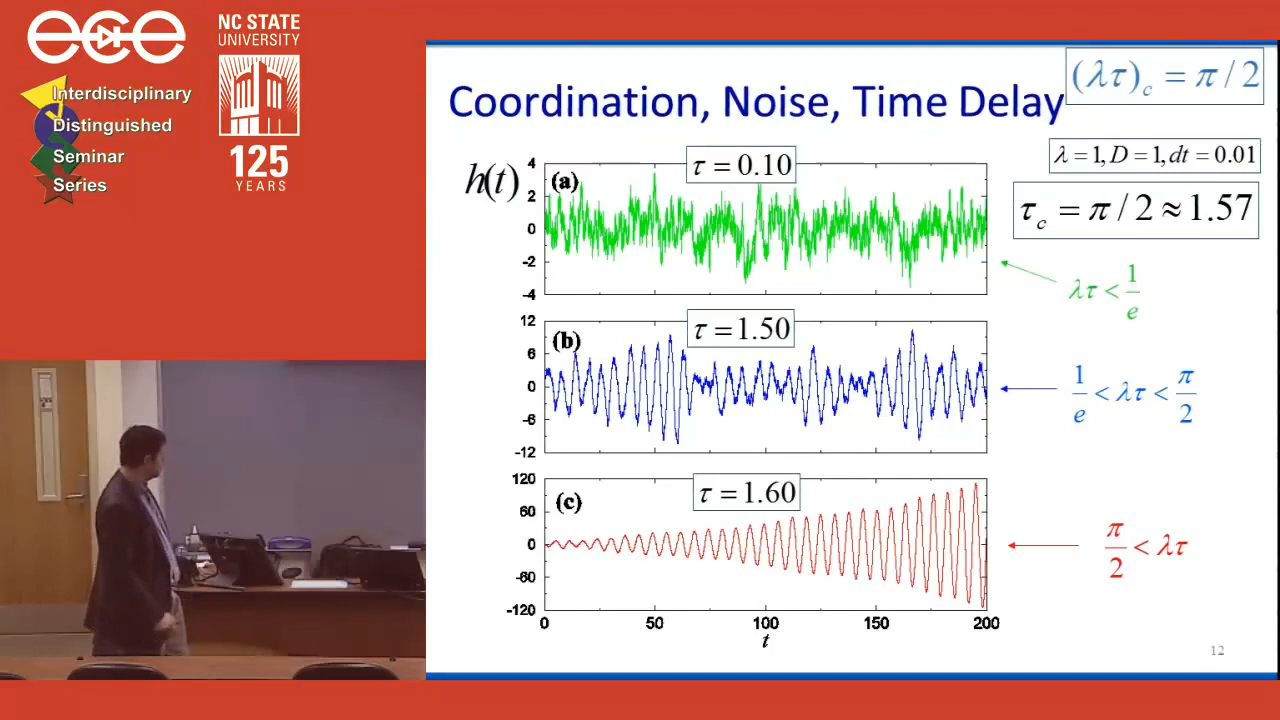 ece
NC STATE
UNIVERSITY
Interdisciplinary
Distinguished
Seminar
Series
125
YEARS
Coordination, Noise, Time Delay
(λτ)c = π / 2
λ = 1, D = 1, dt = 0.01
τc = π / 2 ≈ 1.57
h(t)
(a)
τ = 0.10
4
2
0
-2
-4
λτ < 1/e
(b)
τ = 1.50
12
6
0
-6
-12
1/e < λτ < π/2
(c)
τ = 1.60
120
60
0
-60
-120
π/2 < λτ
0 50 100 150 200
t
12